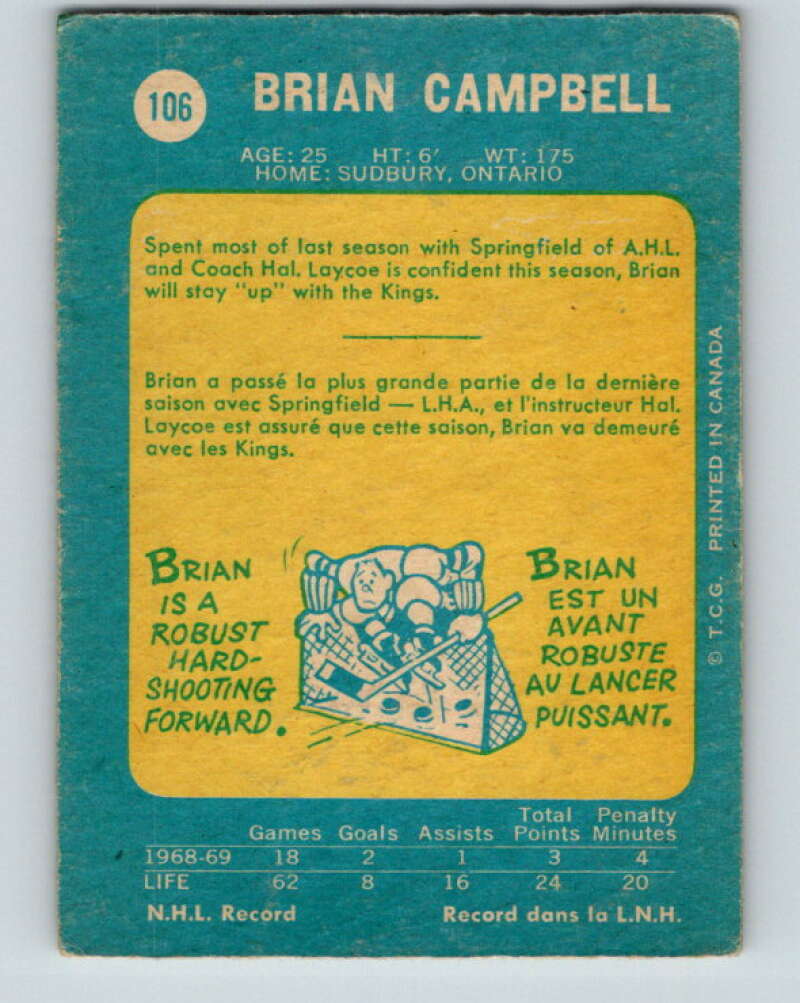 106
BRIAN CAMPBELL
AGE: 25 HT: 6' WT: 175
HOME: SUDBURY, ONTARIO
Spent most of last season with Springfield of A.H.L.
and Coach Hal. Laycoe is confident this season, Brian
will stay "up" with the Kings.
Brian a passé la plus grande partie de la dernière
saison avec Springfield — L.H.A., et l'instructeur Hal.
Laycoe est assuré que cette saison, Brian va demeuré
avec les Kings.
BRIAN
IS A
ROBUST
HARD-
SHOOTING
FORWARD.
BRIAN
EST UN
AVANT
ROBUSTE
AU LANCER
PUISSANT.
© T.C.G. PRINTED IN CANADA
Total Penalty
Games Goals Assists Points Minutes
1968-69 18 2 1 3 4
LIFE 62 8 16 24 20
N.H.L. Record Record dans la L.N.H.